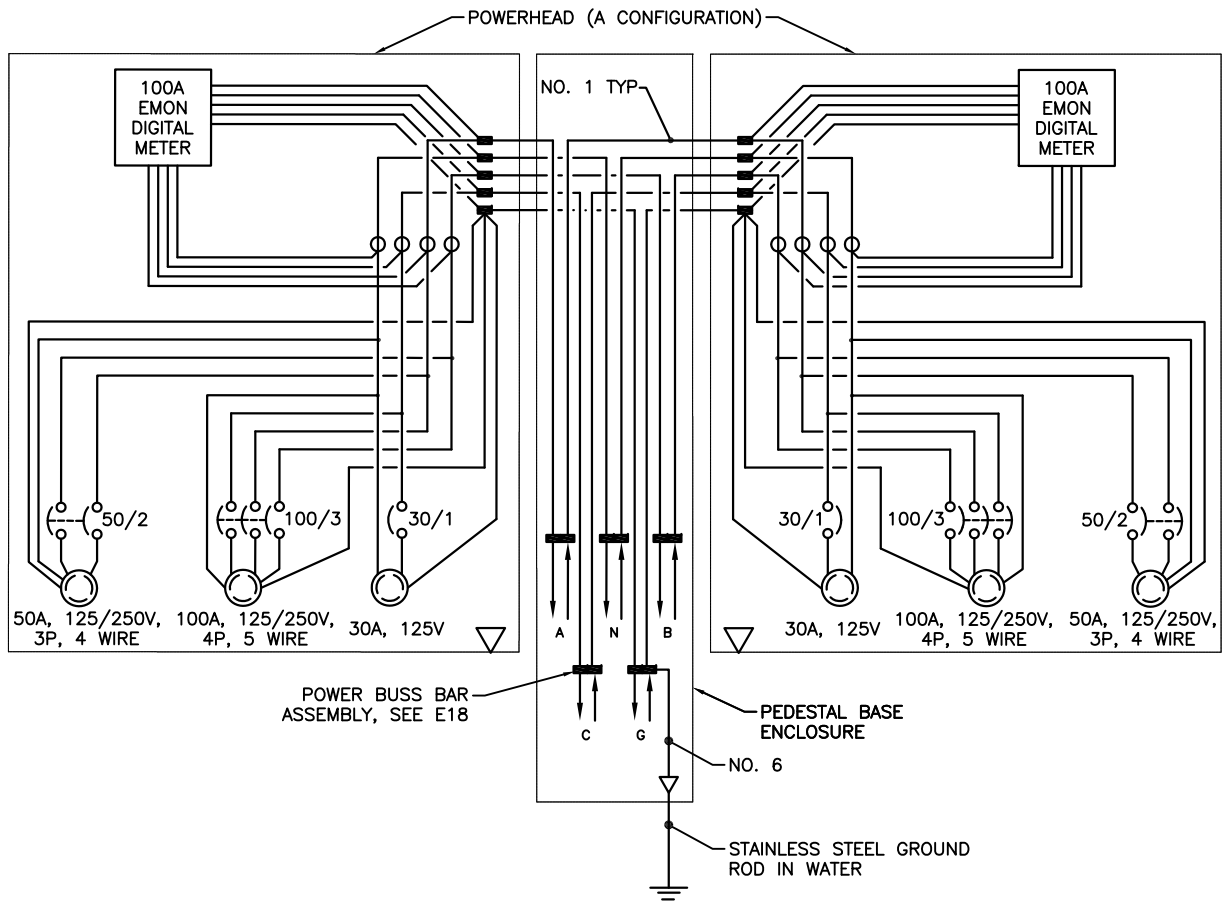 POWERHEAD (A CONFIGURATION)
100A
EMON
DIGITAL
METER
NO. 1 TYP
100A
EMON
DIGITAL
METER
50/2
100/3
30/1
30/1
100/3
50/2
50A, 125/250V,
3P, 4 WIRE
100A, 125/250V,
4P, 5 WIRE
30A, 125V
A
N
B
30A, 125V
100A, 125/250V,
4P, 5 WIRE
50A, 125/250V,
3P, 4 WIRE
POWER BUSS BAR
ASSEMBLY, SEE E18
C
G
PEDESTAL BASE
ENCLOSURE
NO. 6
STAINLESS STEEL GROUND
ROD IN WATER